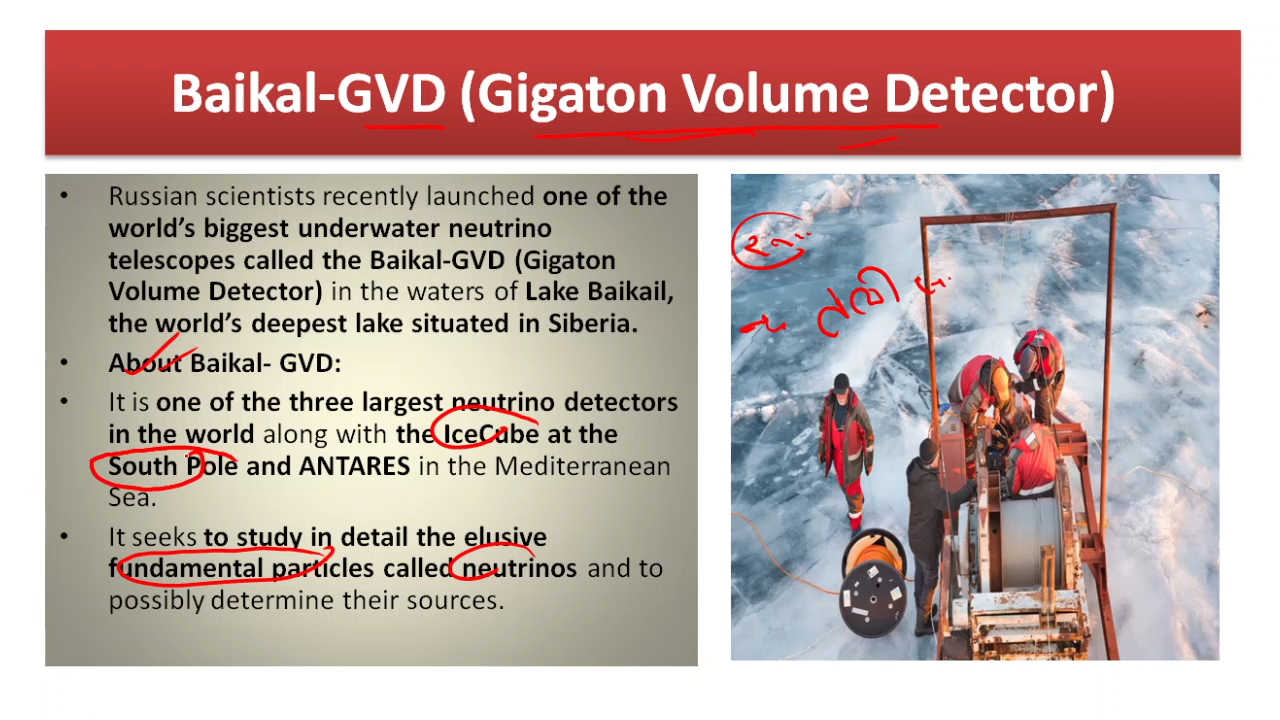 Baikal-GVD (Gigaton Volume Detector)
• Russian scientists recently launched one of the
world's biggest underwater neutrino
telescopes called the Baikal-GVD (Gigaton
Volume Detector) in the waters of Lake Baikail,
the world's deepest lake situated in Siberia.
• About Baikal- GVD:
• It is one of the three largest neutrino detectors
in the world along with the IceCube at the
South Pole and ANTARES in the Mediterranean
Sea.
• It seeks to study in detail the elusive
fundamental particles called neutrinos and to
possibly determine their sources.